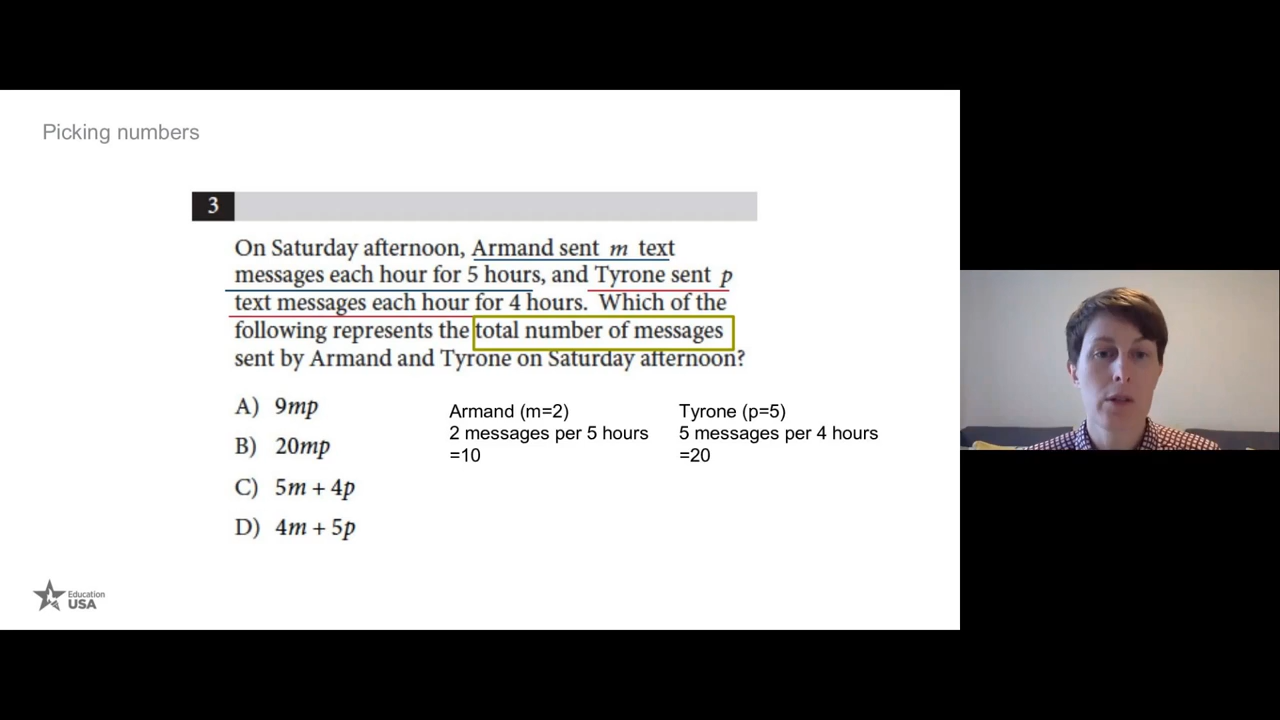 Picking numbers
3
On Saturday afternoon, Armand sent m text
messages each hour for 5 hours, and Tyrone sent p
text messages each hour for 4 hours. Which of the
following represents the total number of messages
sent by Armand and Tyrone on Saturday afternoon?
A) 9mp
B) 20mp
C) 5m + 4p
D) 4m + 5p
Armand (m=2)
2 messages per 5 hours
=10
Tyrone (p=5)
5 messages per 4 hours
=20
Education
USA